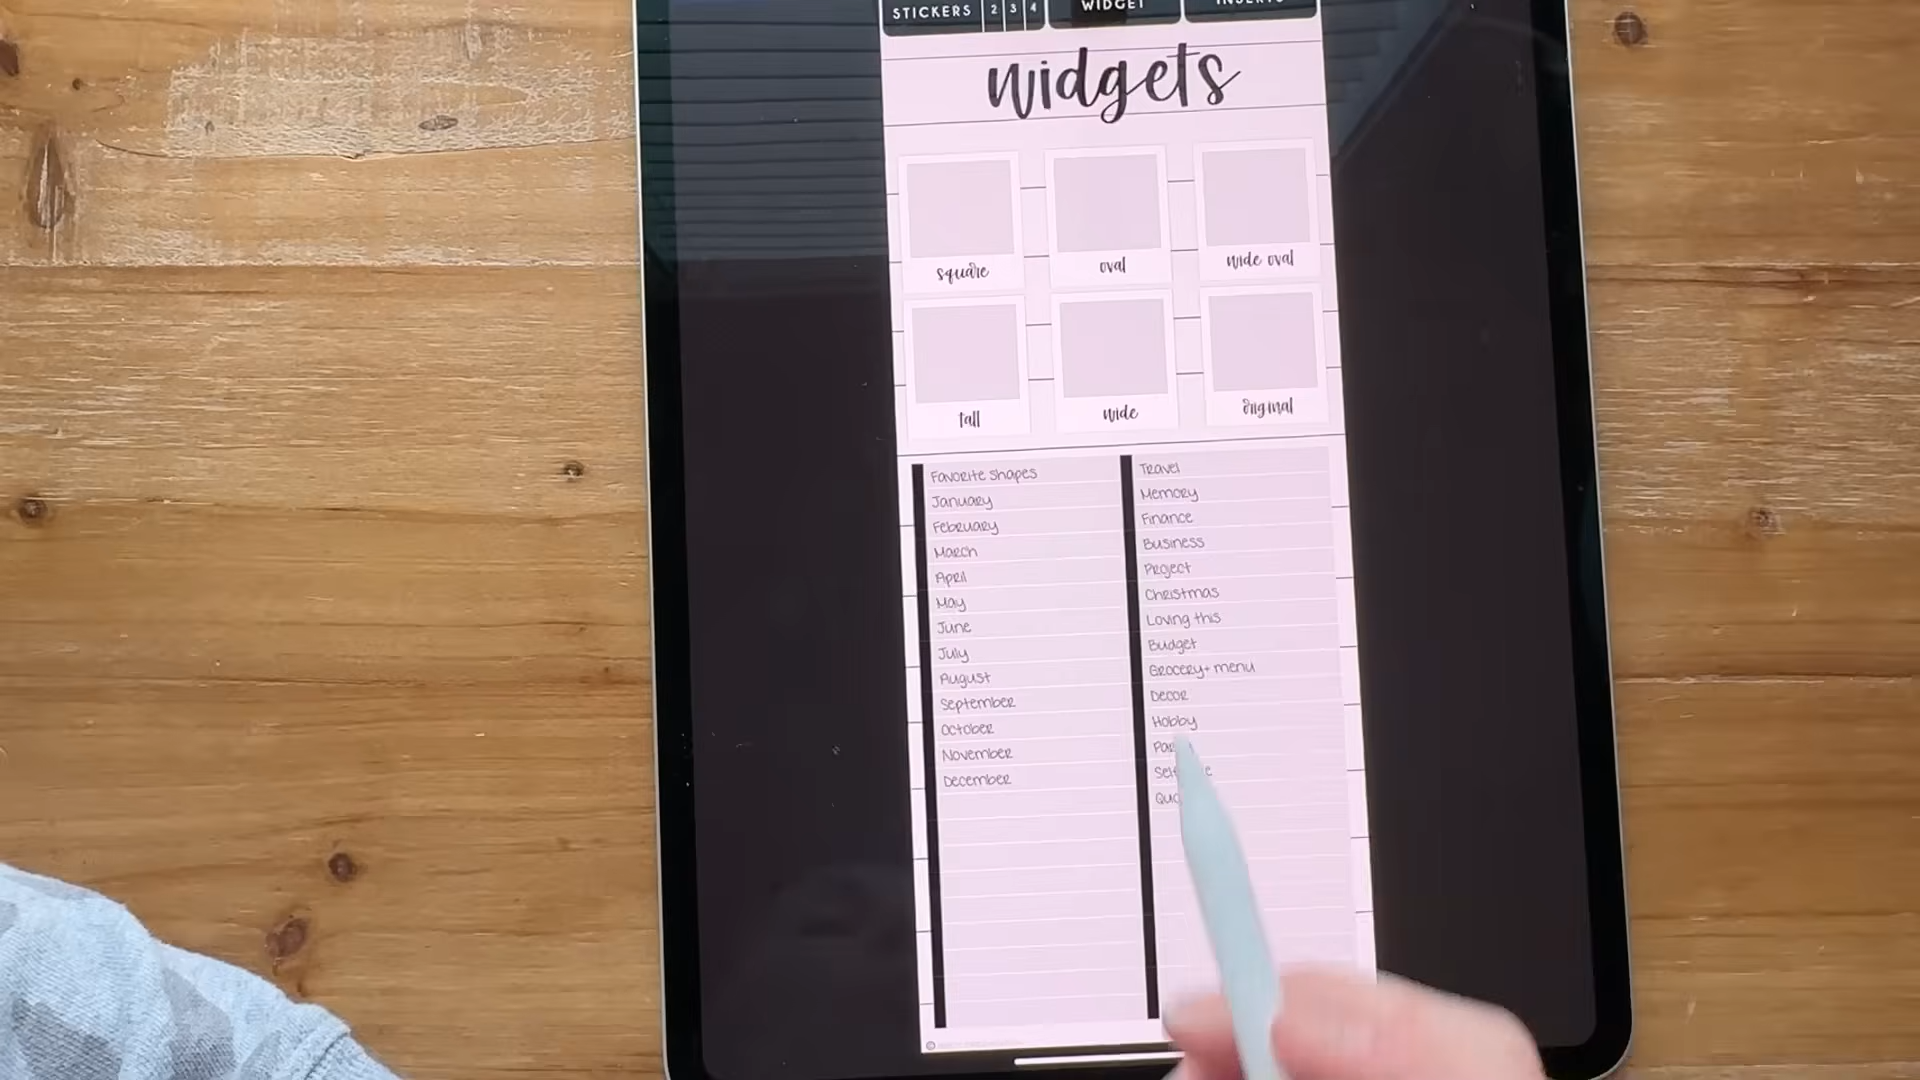 STICKERS 2 3 4 WIDGET INSERTS
widgets
square oval wide oval
tall wide original
Favorite shapes
January
February
March
April
May
June
July
August
September
October
November
December
Travel
Memory
Finance
Business
Project
Christmas
Loving this
Budget
Grocery+ menu
Decor
Hobby